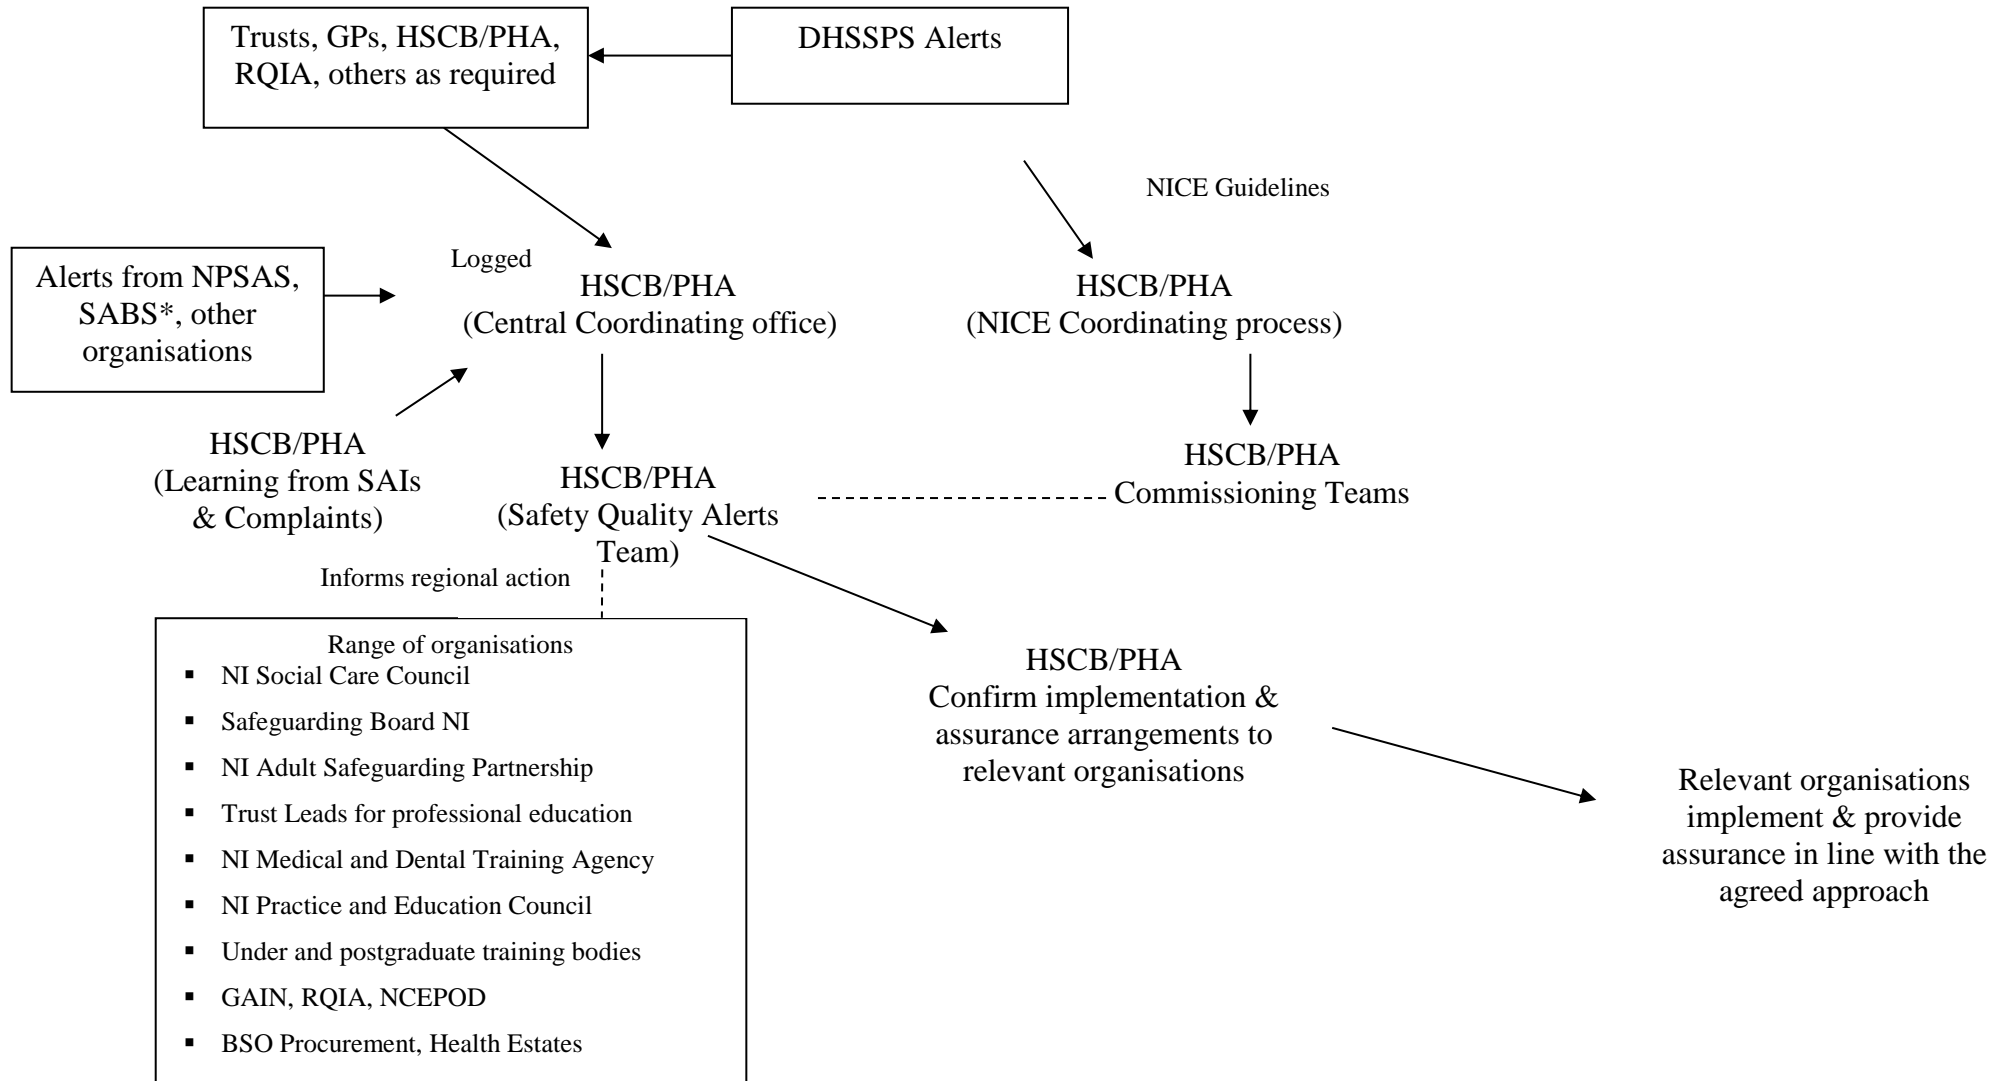 Trusts, GPs, HSCB/PHA,
RQIA, others as required
DHSSPS Alerts
NICE Guidelines
Logged
Alerts from NPSAS,
SABS*, other
organisations
HSCB/PHA
(Central Coordinating office)
HSCB/PHA
(NICE Coordinating process)
HSCB/PHA
(Learning from SAIs
& Complaints)
HSCB/PHA
(Safety Quality Alerts
Team)
HSCB/PHA
Commissioning Teams
Informs regional action
Range of organisations
▪ NI Social Care Council
▪ Safeguarding Board NI
▪ NI Adult Safeguarding Partnership
▪ Trust Leads for professional education
▪ NI Medical and Dental Training Agency
▪ NI Practice and Education Council
▪ Under and postgraduate training bodies
▪ GAIN, RQIA, NCEPOD
▪ BSO Procurement, Health Estates
HSCB/PHA
Confirm implementation &
assurance arrangements to
relevant organisations
Relevant organisations
implement & provide
assurance in line with the
agreed approach